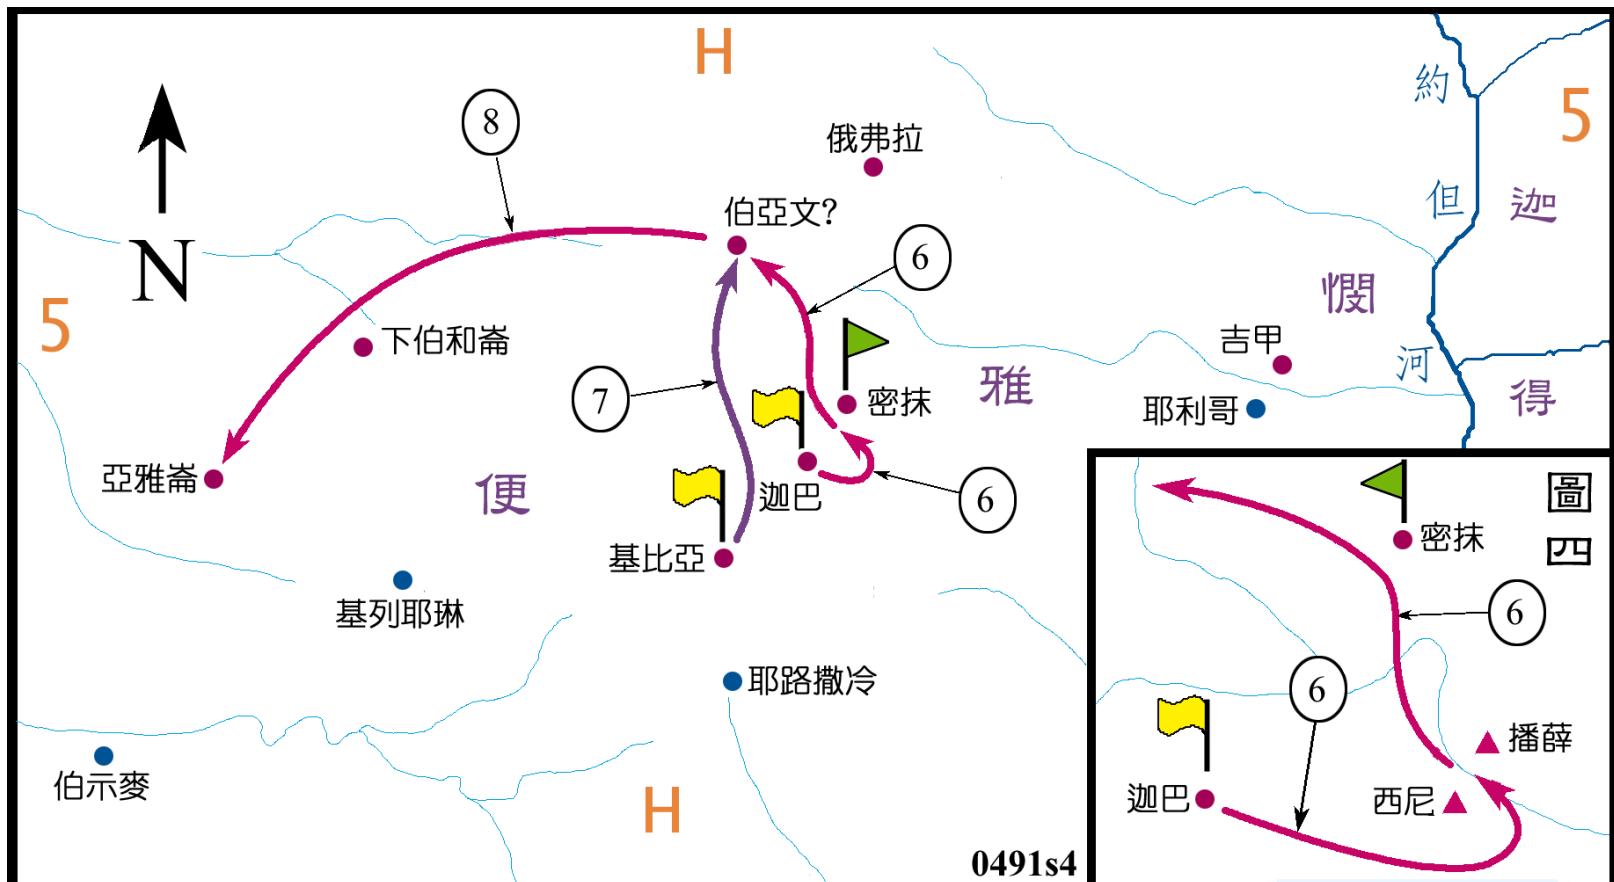 H
約
5
8
俄弗拉
但
迦
伯亞文?
N
6
憫
5
下伯和崙
吉甲
河
7
密抹
雅
耶利哥
得
亞雅崙
便
迦巴
6
基比亞
基列耶琳
耶路撒冷
伯示麥
H
0491s4
圖
四
密抹
6
6
播薛
迦巴
西尼